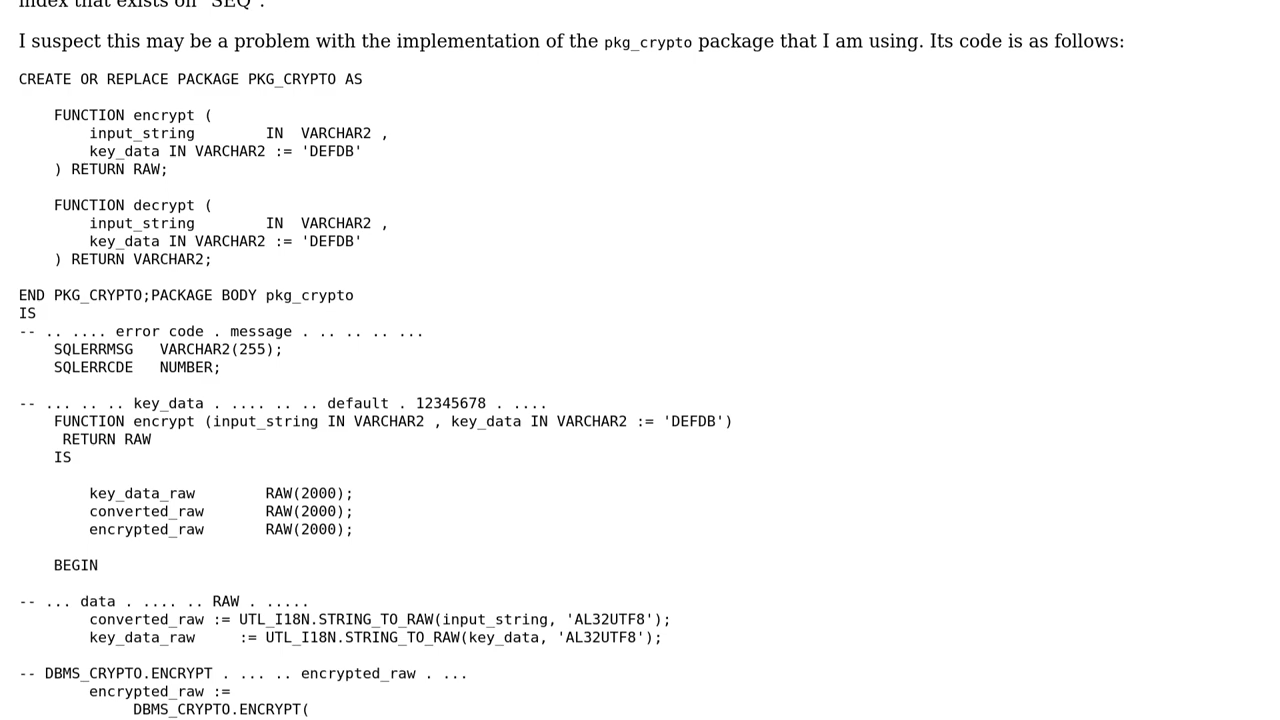 index that exists on "SEQ".
I suspect this may be a problem with the implementation of the pkg_crypto package that I am using. Its code is as follows:
CREATE OR REPLACE PACKAGE PKG_CRYPTO AS
    FUNCTION encrypt (
        input_string        IN  VARCHAR2 ,
        key_data IN VARCHAR2 := 'DEFDB'
    ) RETURN RAW;
    FUNCTION decrypt (
        input_string        IN  VARCHAR2 ,
        key_data IN VARCHAR2 := 'DEFDB'
    ) RETURN VARCHAR2;
END PKG_CRYPTO;PACKAGE BODY pkg_crypto
IS
-- .. .... error code . message . .. .. .. ...
    SQLERRMSG   VARCHAR2(255);
    SQLERRCDE   NUMBER;
-- ... .. .. key_data . .... .. .. default . 12345678 . ....
    FUNCTION encrypt (input_string IN VARCHAR2 , key_data IN VARCHAR2 := 'DEFDB')
     RETURN RAW
    IS
        key_data_raw        RAW(2000);
        converted_raw       RAW(2000);
        encrypted_raw       RAW(2000);
    BEGIN
-- ... data . .... .. RAW . .....
        converted_raw := UTL_I18N.STRING_TO_RAW(input_string, 'AL32UTF8');
        key_data_raw     := UTL_I18N.STRING_TO_RAW(key_data, 'AL32UTF8');
-- DBMS_CRYPTO.ENCRYPT . ... .. encrypted_raw . ...
        encrypted_raw :=
             DBMS_CRYPTO.ENCRYPT(